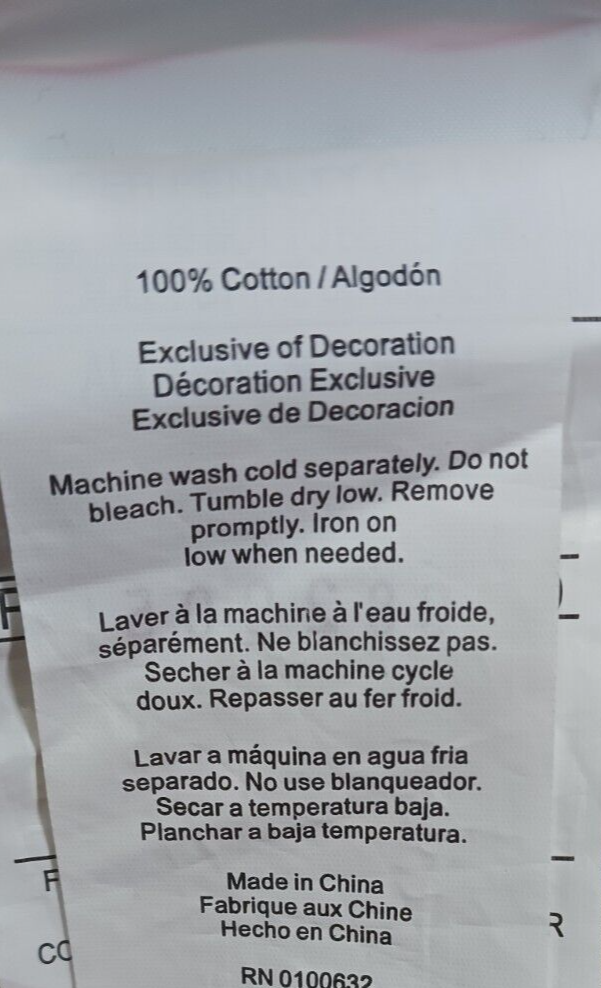 100% Cotton / Algodón
Exclusive of Decoration
Décoration Exclusive
Exclusive de Decoracion
Machine wash cold separately. Do not
bleach. Tumble dry low. Remove
promptly. Iron on
low when needed.
Laver à la machine à l'eau froide,
séparément. Ne blanchissez pas.
Secher à la machine cycle
doux. Repasser au fer froid.
Lavar a máquina en agua fria
separado. No use blanqueador.
Secar a temperatura baja.
Planchar a baja temperatura.
Made in China
Fabrique aux Chine
Hecho en China
RN 0100632